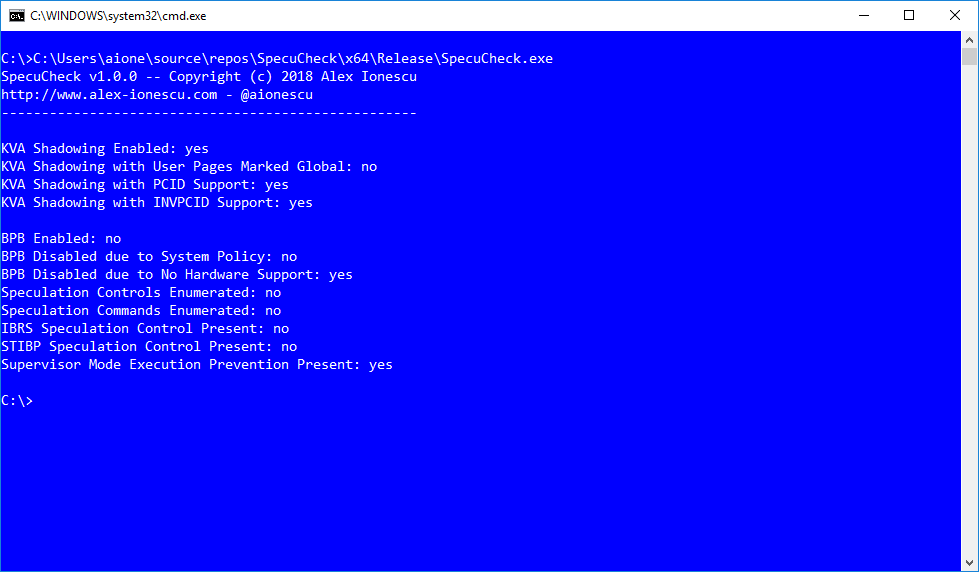 C:\WINDOWS\system32\cmd.exe
C:\>C:\Users\aione\source\repos\SpecuCheck\x64\Release\SpecuCheck.exe
SpecuCheck v1.0.0 -- Copyright (c) 2018 Alex Ionescu
http://www.alex-ionescu.com - @aionescu
----------------------------------------------------
KVA Shadowing Enabled: yes
KVA Shadowing with User Pages Marked Global: no
KVA Shadowing with PCID Support: yes
KVA Shadowing with INVPCID Support: yes
BPB Enabled: no
BPB Disabled due to System Policy: no
BPB Disabled due to No Hardware Support: yes
Speculation Controls Enumerated: no
Speculation Commands Enumerated: no
IBRS Speculation Control Present: no
STIBP Speculation Control Present: no
Supervisor Mode Execution Prevention Present: yes
C:\>